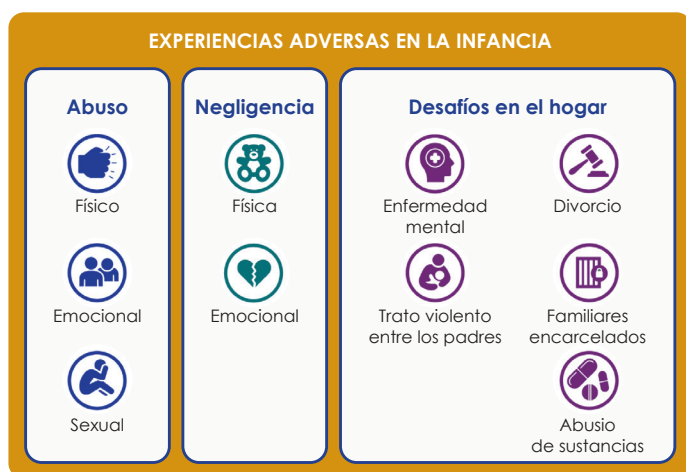 EXPERIENCIAS ADVERSAS EN LA INFANCIA
Abuso
Físico
Emocional
Sexual
Negligencia
Física
Emocional
Desafíos en el hogar
Enfermedad
mental
Divorcio
Trato violento
entre los padres
Familiares
encarcelados
Abusio
de sustancias